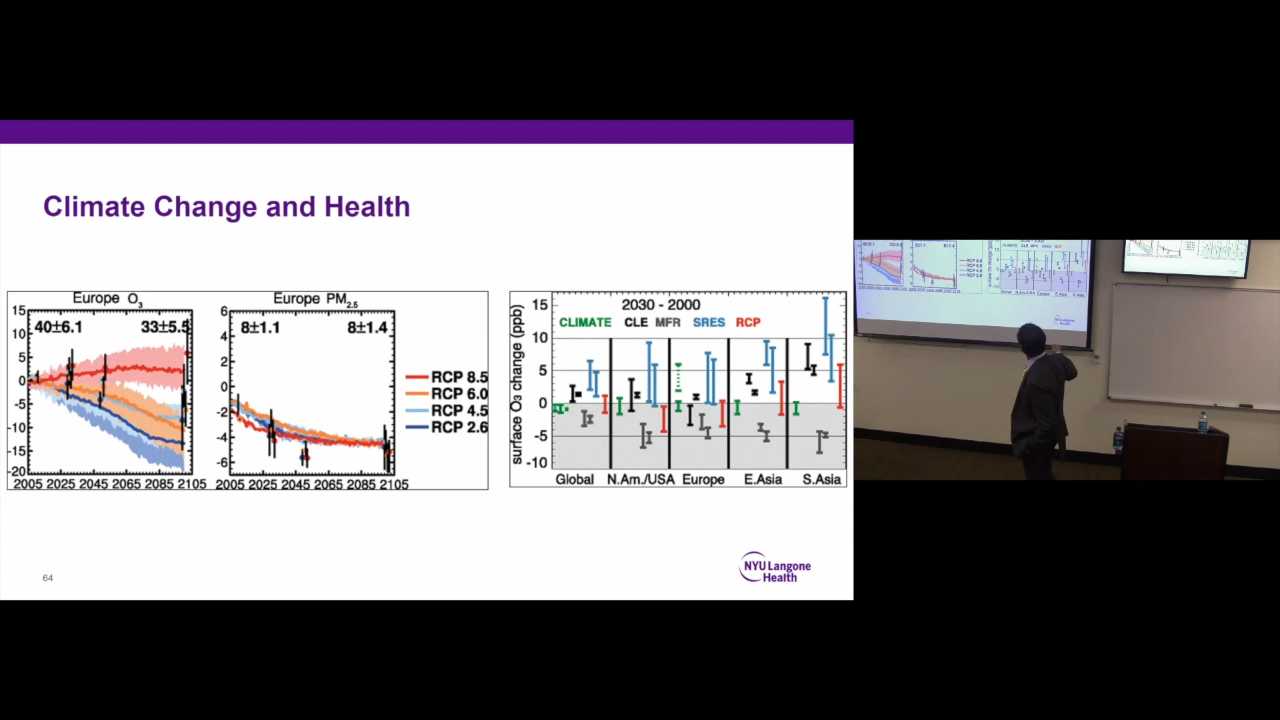 Climate Change and Health
Europe O3
15
10
5
0
-5
-10
-15
-20
40±6.1
33±5.5
2005 2025 2045 2065 2085 2105
Europe PM2.5
6
4
2
0
-2
-4
-6
8±1.1
8±1.4
2005 2025 2045 2065 2085 2105
RCP 8.5
RCP 6.0
RCP 4.5
RCP 2.6
surface O3 change (ppb)
15
10
5
0
-5
-10
2030 - 2000
CLIMATE CLE MFR SRES RCP
Global N.Am./USA Europe E.Asia S.Asia
64
NYU Langone
Health